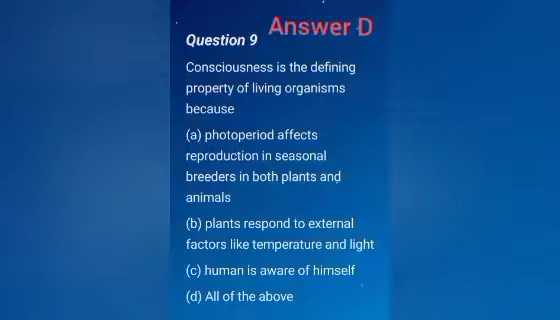 Answer D
Question 9
Consciousness is the defining
property of living organisms
because
(a) photoperiod affects
reproduction in seasonal
breeders in both plants and
animals
(b) plants respond to external
factors like temperature and light
(c) human is aware of himself
(d) All of the above